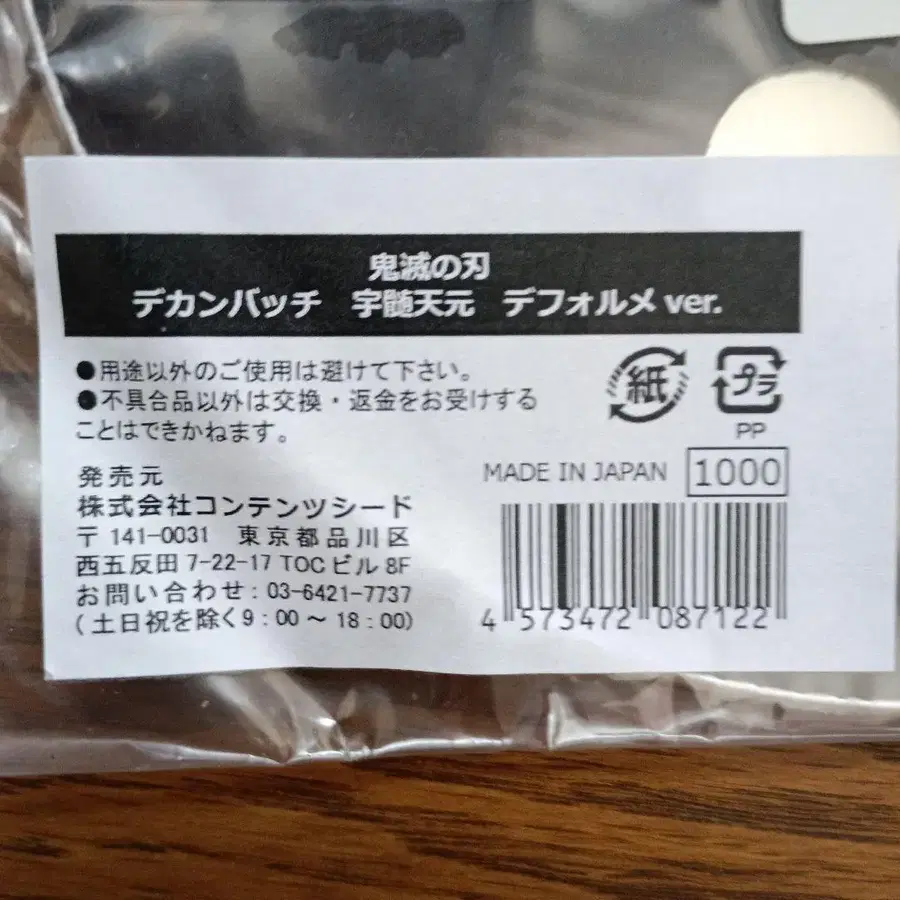 鬼滅の刃
デカンバッチ 宇髄天元 デフォルメ ver.
●用途以外のご使用は避けて下さい。
●不具合品以外は交換・返金をお受けする
ことはできかねます。
紙
プラ
PP
発売元
株式会社コンテンツシード
〒141-0031 東京都品川区
西五反田 7-22-17 TOCビル 8F
お問い合わせ:03-6421-7737
(土日祝を除く9:00～18:00)
MADE IN JAPAN 1000
4 573472 087122